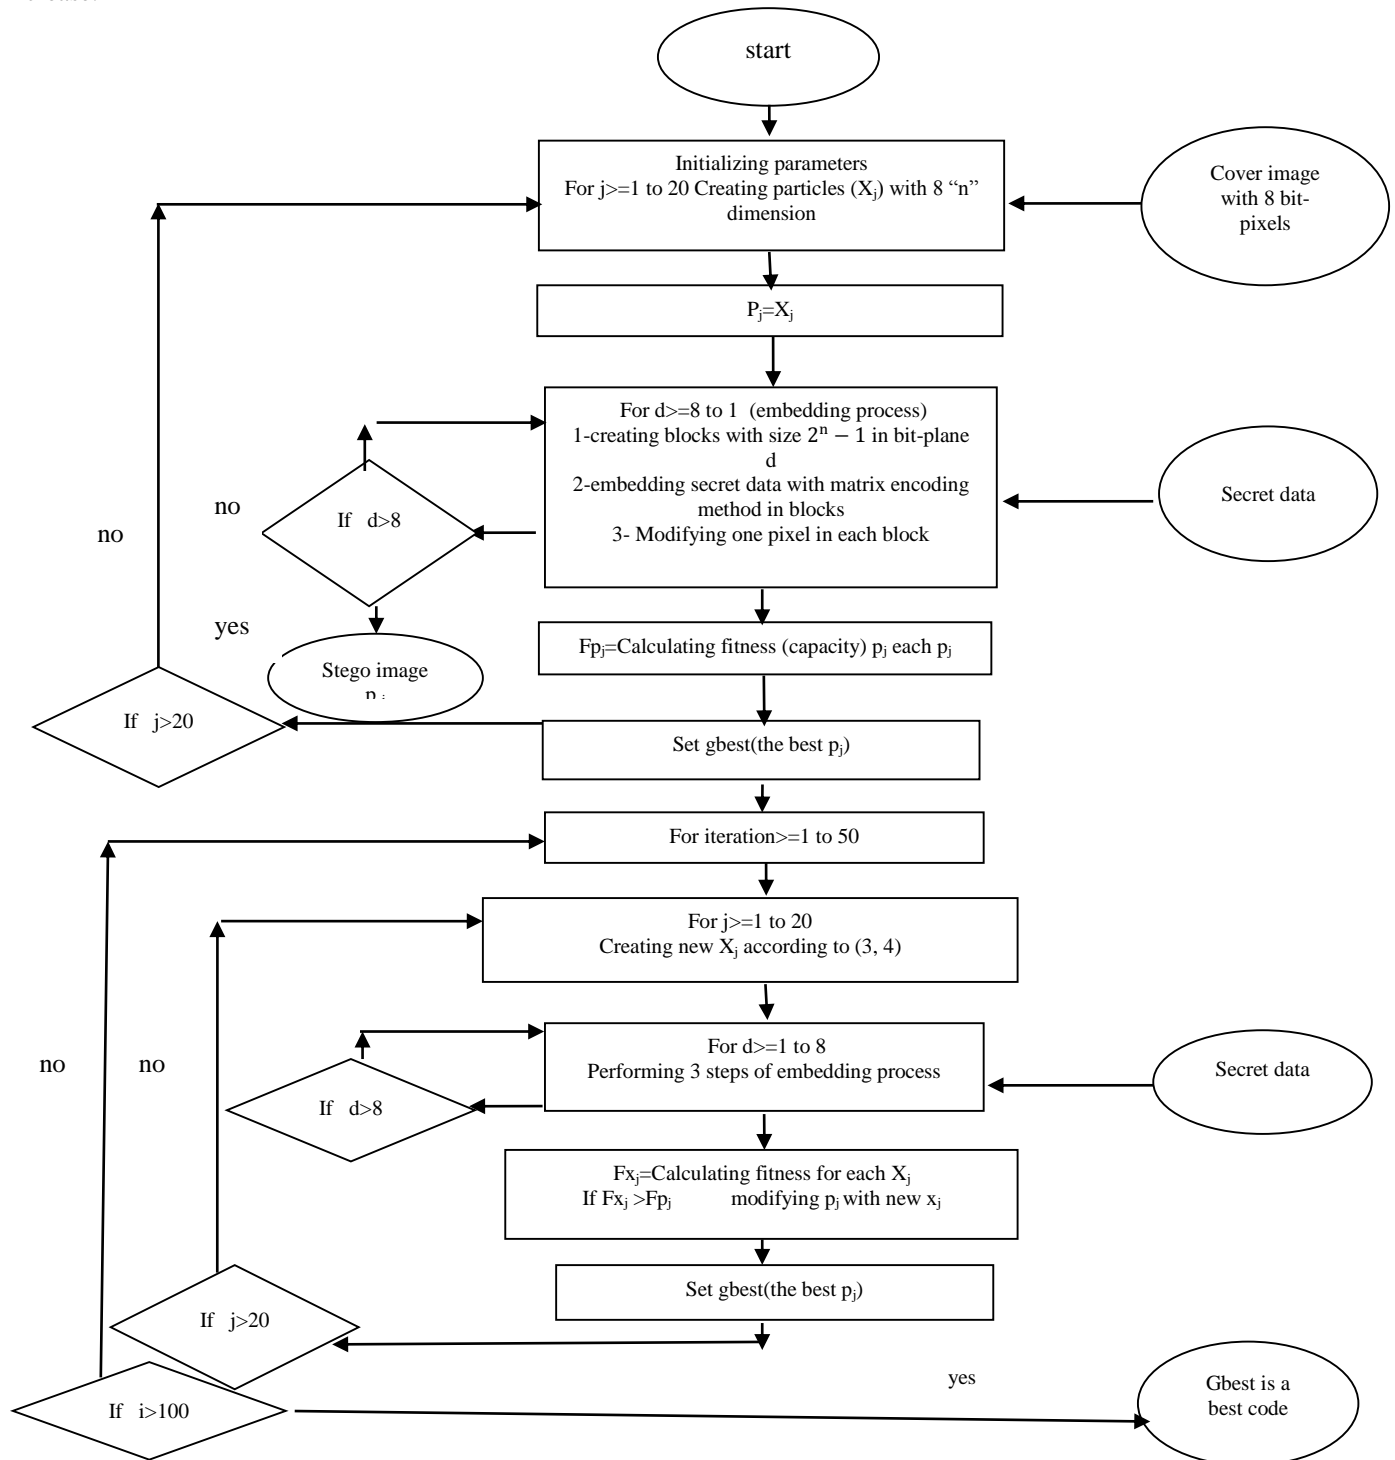 start
Initializing parameters
For j>=1 to 20 Creating particles (Xj) with 8 “n”
dimension
Cover image
with 8 bit-
pixels
Pj=Xj
For d>=8 to 1 (embedding process)
1-creating blocks with size 2^n − 1 in bit-plane
d
2-embedding secret data with matrix encoding
method in blocks
3- Modifying one pixel in each block
Secret data
no
If d>8
no
yes
Stego image
Fpj=Calculating fitness (capacity) pj each pj
If j>20
Set gbest(the best pj)
For iteration>=1 to 50
For j>=1 to 20
Creating new Xj according to (3, 4)
no
no
For d>=1 to 8
Performing 3 steps of embedding process
Secret data
If d>8
Fxj=Calculating fitness for each Xj
If Fxj >Fpj modifying pj with new xj
Set gbest(the best pj)
If j>20
yes
Gbest is a
best code
If i>100